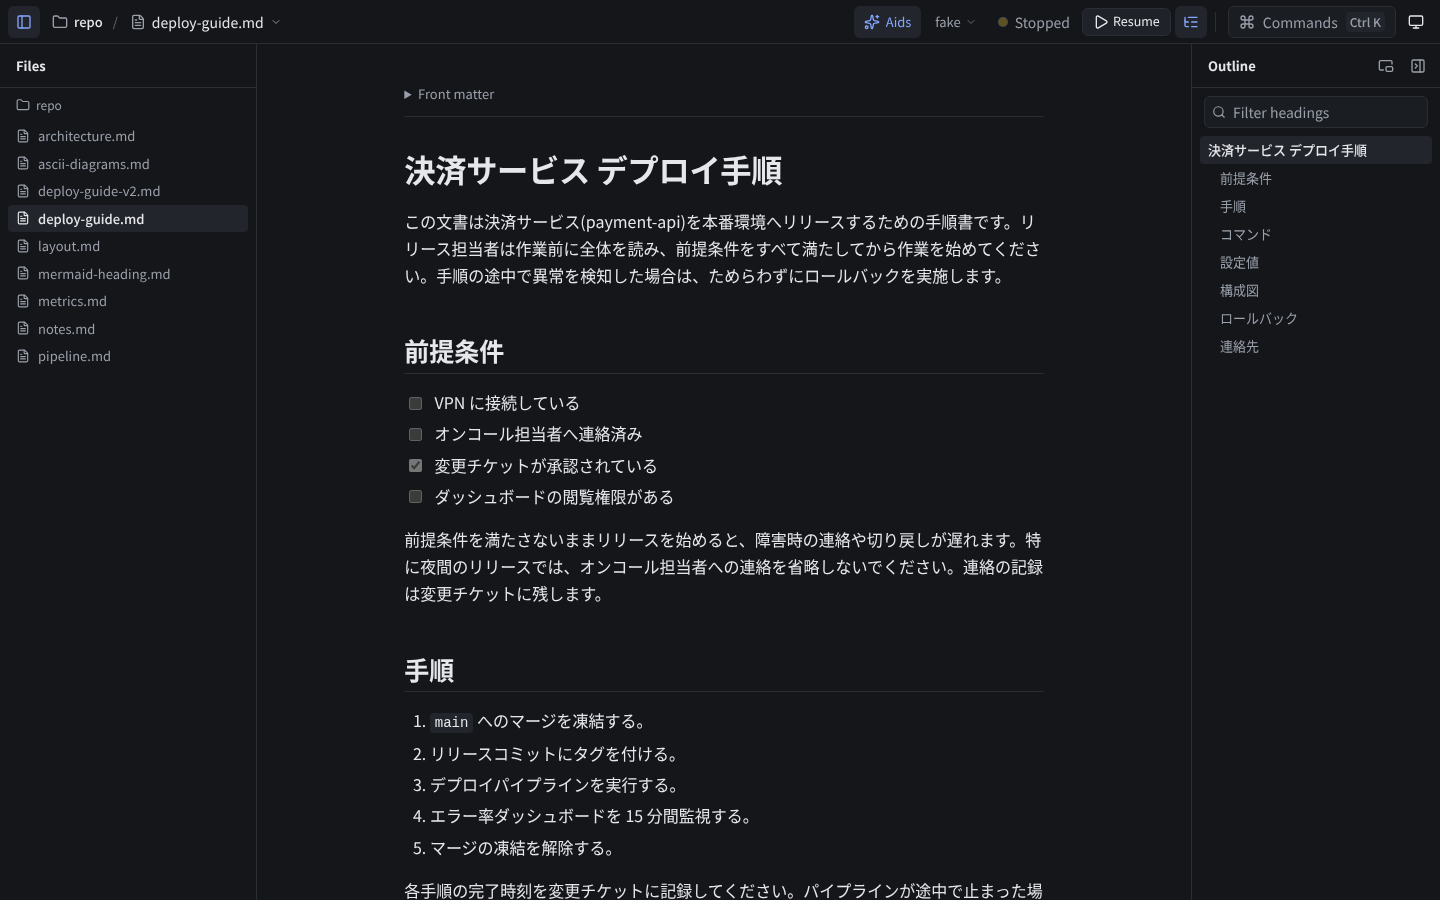 repo / deploy-guide.md
Aids
fake
Stopped
Resume
Commands Ctrl K
Files
repo
architecture.md
ascii-diagrams.md
deploy-guide-v2.md
deploy-guide.md
layout.md
mermaid-heading.md
metrics.md
notes.md
pipeline.md
Front matter
決済サービス デプロイ手順
この文書は決済サービス(payment-api)を本番環境へリリースするための手順書です。リ
リース担当者は作業前に全体を読み、前提条件をすべて満たしてから作業を始めてくださ
い。手順の途中で異常を検知した場合は、ためらわずにロールバックを実施します。
前提条件
VPN に接続している
オンコール担当者へ連絡済み
変更チケットが承認されている
ダッシュボードの閲覧権限がある
前提条件を満たさないままリリースを始めると、障害時の連絡や切り戻しが遅れます。特
に夜間のリリースでは、オンコール担当者への連絡を省略しないでください。連絡の記録
は変更チケットに残します。
手順
1. main へのマージを凍結する。
2. リリースコミットにタグを付ける。
3. デプロイパイプラインを実行する。
4. エラー率ダッシュボードを 15 分間監視する。
5. マージの凍結を解除する。
各手順の完了時刻を変更チケットに記録してください。パイプラインが途中で止まった場
Outline
Filter headings
決済サービス デプロイ手順
前提条件
手順
コマンド
設定値
構成図
ロールバック
連絡先